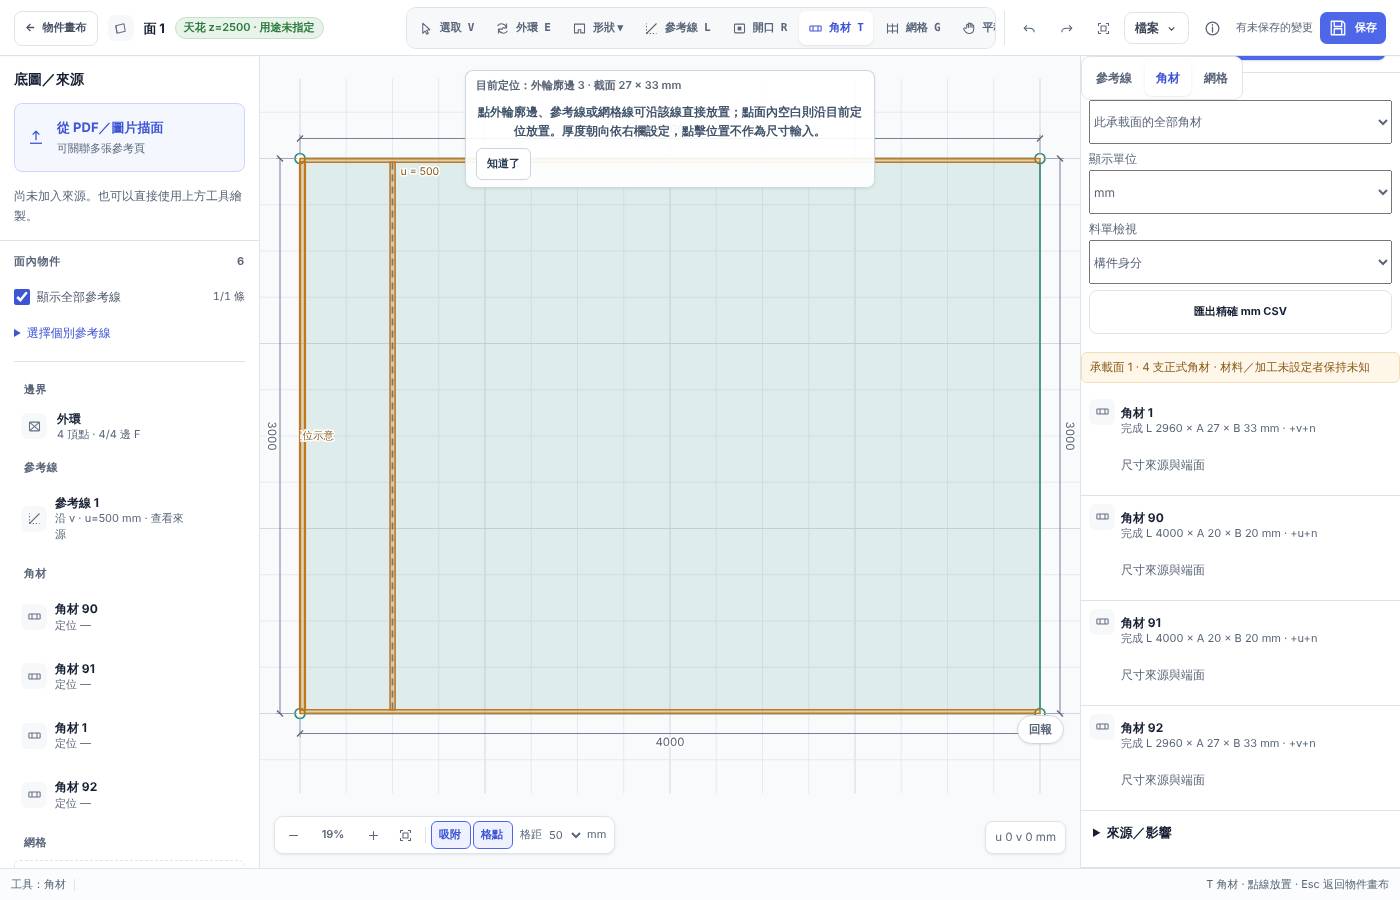 物件畫布
面 1
天花 z=2500 · 用途未指定
選取 V
外環 E
形狀▼
參考線 L
開口 R
角材 T
網格 G
檔案
有未保存的變更
保存
底圖／來源
從 PDF／圖片描面
可關聯多張參考頁
尚未加入來源。也可以直接使用上方工具繪
製。
面內物件
6
顯示全部參考線
1/1 條
選擇個別參考線
邊界
外環
4 頂點 · 4/4 邊 F
參考線
參考線 1
沿 v · u=500 mm · 查看來
源
角材
角材 90
定位 —
角材 91
定位 —
角材 1
定位 —
角材 92
定位 —
網格
目前定位：外輪廓邊 3 · 截面 27 × 33 mm
點外輪廓邊、參考線或網格線可沿該線直接放置；點面內空白則沿目前定
位放置。厚度朝向依右欄設定，點擊位置不作為尺寸輸入。
知道了
u = 500
3000
位示意
3000
4000
回報
19%
吸附
格點
格距
50
mm
u 0 v 0 mm
參考線
角材
網格
此承載面的全部角材
顯示單位
mm
料單檢視
構件身分
匯出精確 mm CSV
承載面 1 · 4 支正式角材 · 材料／加工未設定者保持未知
角材 1
完成 L 2960 × A 27 × B 33 mm · +v+n
尺寸來源與端面
角材 90
完成 L 4000 × A 20 × B 20 mm · +u+n
尺寸來源與端面
角材 91
完成 L 4000 × A 20 × B 20 mm · +u+n
尺寸來源與端面
角材 92
完成 L 2960 × A 27 × B 33 mm · +v+n
尺寸來源與端面
來源／影響
工具：角材
T 角材 · 點線放置 · Esc 返回物件畫布